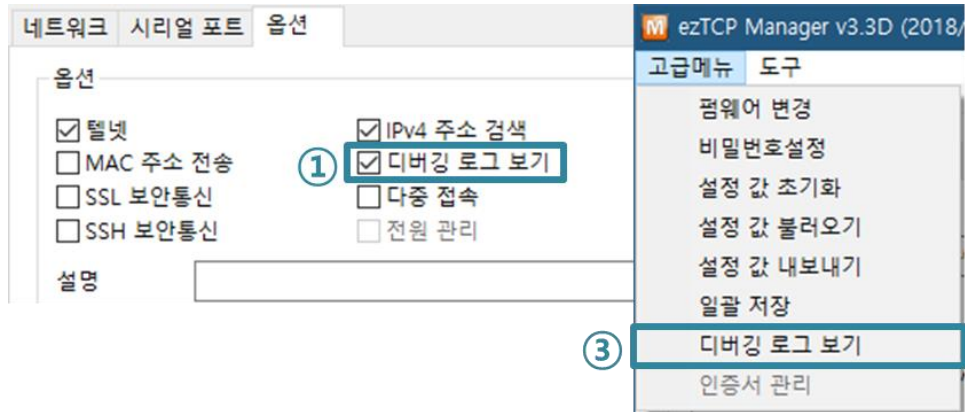 네트워크 시리얼 포트 옵션
옵션
텔넷
IPv4 주소 검색
MAC 주소 전송
① 디버깅 로그 보기
SSL 보안통신
다중 접속
SSH 보안통신
전원 관리
설명
ezTCP Manager v3.3D (2018/
고급메뉴 도구
펌웨어 변경
비밀번호설정
설정 값 초기화
설정 값 불러오기
설정 값 내보내기
일괄 저장
③ 디버깅 로그 보기
인증서 관리